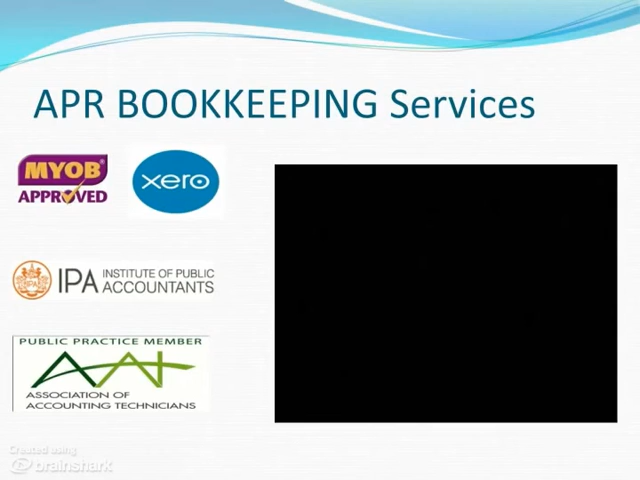 APR BOOKKEEPING Services
MYOB®
APPROVED
xero
IPA INSTITUTE OF PUBLIC
ACCOUNTANTS
PUBLIC PRACTICE MEMBER
AAT
ASSOCIATION OF
ACCOUNTING TECHNICIANS
Created using
brainshark